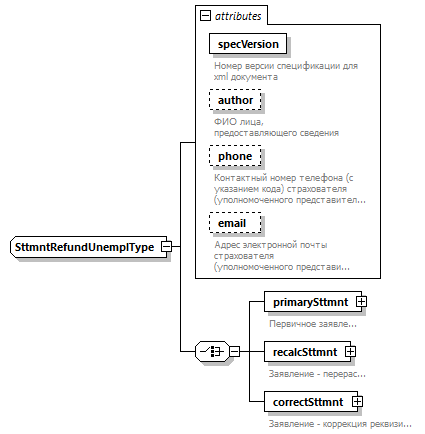 attributes
specVersion
Номер версии спецификации для
xml документа
author
ФИО лица,
предоставляющего сведения
phone
Контактный номер телефона (с
указанием кода) страхователя
(уполномоченного представител...
email
Адрес электронной почты
страхователя
(уполномоченного представи...
SttmntRefundUnemplType
primarySttmnt
Первичное заявле...
recalcSttmnt
Заявление - перерас...
correctSttmnt
Заявление - коррекция реквизи...